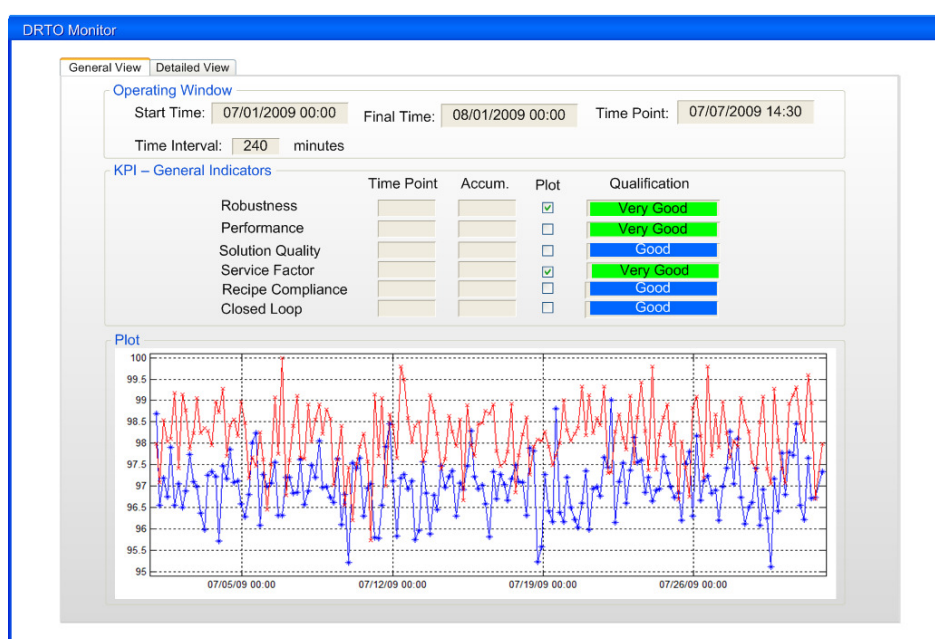 DRTO Monitor
General View Detailed View
Operating Window
Start Time: 07/01/2009 00:00 Final Time: 08/01/2009 00:00 Time Point: 07/07/2009 14:30
Time Interval: 240 minutes
KPI – General Indicators
Time Point Accum. Plot Qualification
Robustness Very Good
Performance Very Good
Solution Quality Good
Service Factor Very Good
Recipe Compliance Good
Closed Loop Good
Plot
100
99.5
99
98.5
98
97.5
97
96.5
96
95.5
95
07/05/09 00:00 07/12/09 00:00 07/19/09 00:00 07/26/09 00:00